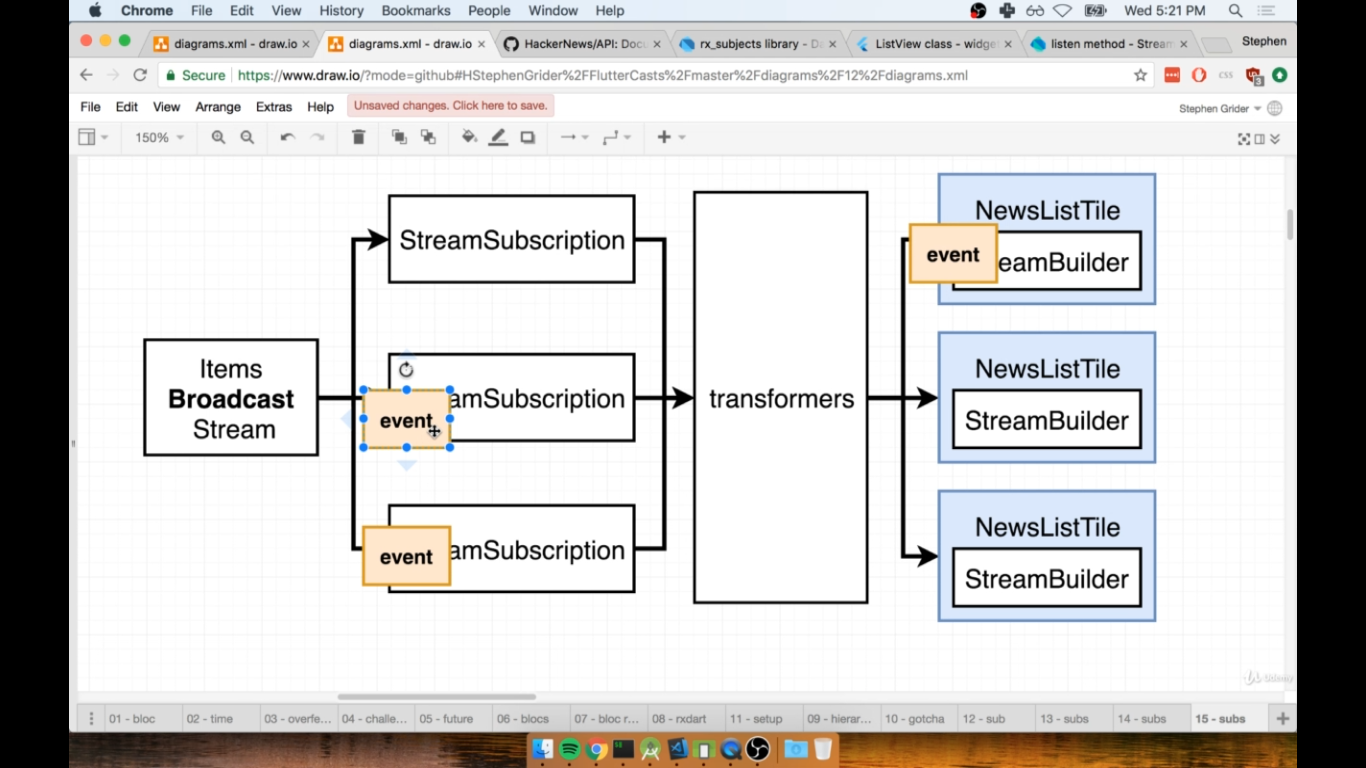 Chrome File Edit View History Bookmarks People Window Help Wed 5:21 PM
diagrams.xml - draw.io diagrams.xml - draw.io HackerNews/API: Docu rx_subjects library - D ListView class - widge listen method - Stream Stephen
Secure https://www.draw.io/?mode=github#HStephenGrider%2FFlutterCasts%2Fmaster%2Fdiagrams%2F12%2Fdiagrams.xml CSS 3
File Edit View Arrange Extras Help Unsaved changes. Click here to save. Stephen Grider
150%
NewsListTile
StreamSubscription
event
eamBuilder
Items
Broadcast
Stream
event
amSubscription
transformers
NewsListTile
StreamBuilder
event
amSubscription
NewsListTile
StreamBuilder
Udemy
01 - bloc 02 - time 03 - overfe... 04 - challe... 05 - future 06 - blocs 07 - bloc r... 08 - rxdart 11 - setup 09 - hierar... 10 - gotcha 12 - sub 13 - subs 14 - subs 15 - subs